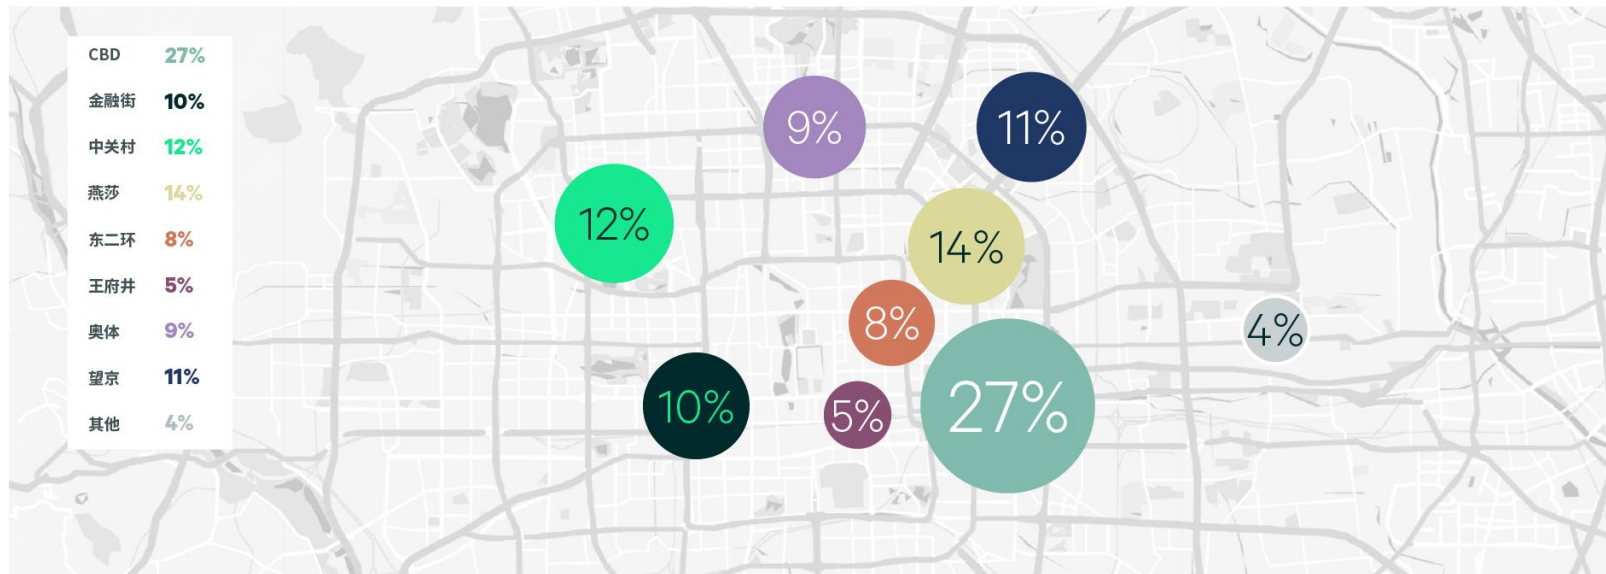 CBD 27%
金融街 10%
中关村 12%
燕莎 14%
东二环 8%
王府井 5%
奥体 9%
望京 11%
其他 4%
9%
11%
12%
14%
8%
4%
10%
5%
27%